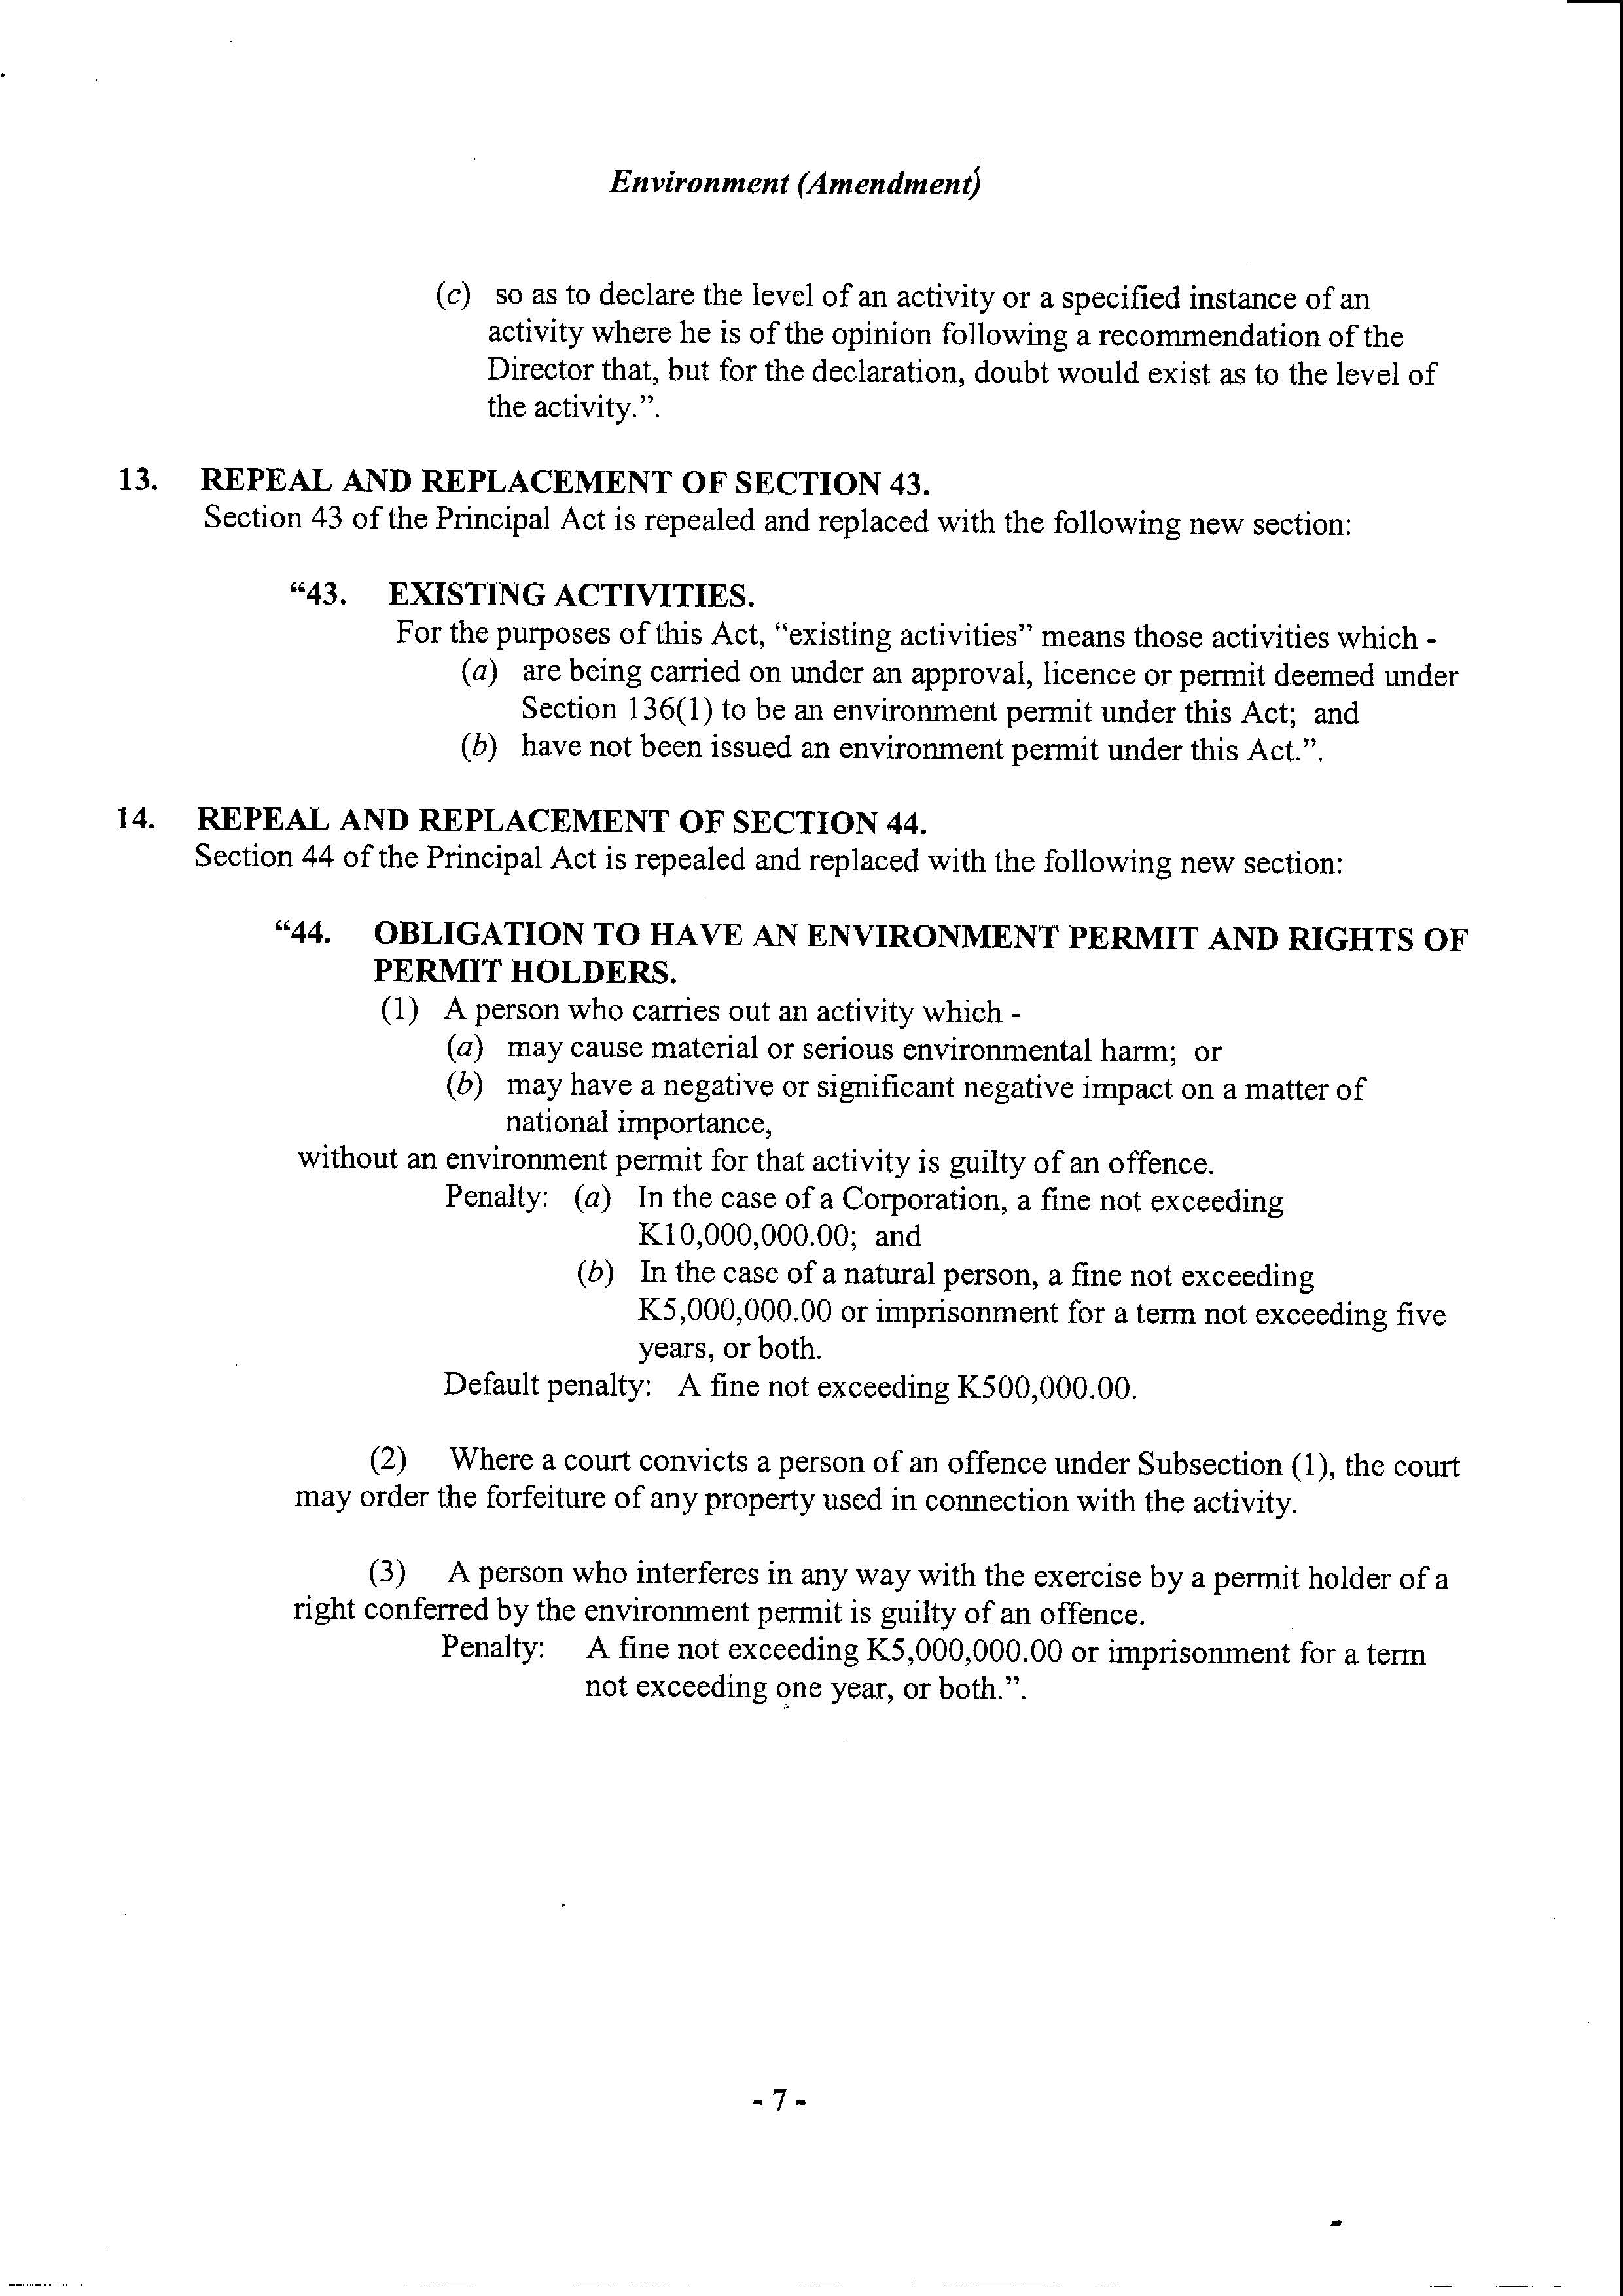 Environment (Amendment)
(c) so as to declare the level of an activity or a specified instance of an
activity where he is of the opinion following a recommendation of the
Director that, but for the declaration, doubt would exist as to the level of
the activity.”.
13. REPEAL AND REPLACEMENT OF SECTION 43.
Section 43 of the Principal Act is repealed and replaced with the following new section:
“43. EXISTING ACTIVITIES.
For the purposes of this Act, “existing activities” means those activities which -
(a) are being carried on under an approval, licence or permit deemed under
Section 136(1) to be an environment permit under this Act; and
(b) have not been issued an environment permit under this Act.”.
14. REPEAL AND REPLACEMENT OF SECTION 44.
Section 44 of the Principal Act is repealed and replaced with the following new section:
“44. OBLIGATION TO HAVE AN ENVIRONMENT PERMIT AND RIGHTS OF
PERMIT HOLDERS.
(1) A person who carries out an activity which -
(a) may cause material or serious environmental harm; or
(b) may have a negative or significant negative impact on a matter of
national importance,
without an environment permit for that activity is guilty of an offence.
Penalty: (a) In the case of a Corporation, a fine not exceeding
K10,000,000.00; and
(b) In the case of a natural person, a fine not exceeding
K5,000,000.00 or imprisonment for a term not exceeding five
years, or both.
Default penalty: A fine not exceeding K500,000.00.
(2) Where a court convicts a person of an offence under Subsection (1), the court
may order the forfeiture of any property used in connection with the activity.
(3) A person who interferes in any way with the exercise by a permit holder of a
right conferred by the environment permit is guilty of an offence.
Penalty: A fine not exceeding K5,000,000.00 or imprisonment for a term
not exceeding one year, or both.”.
- 7 -